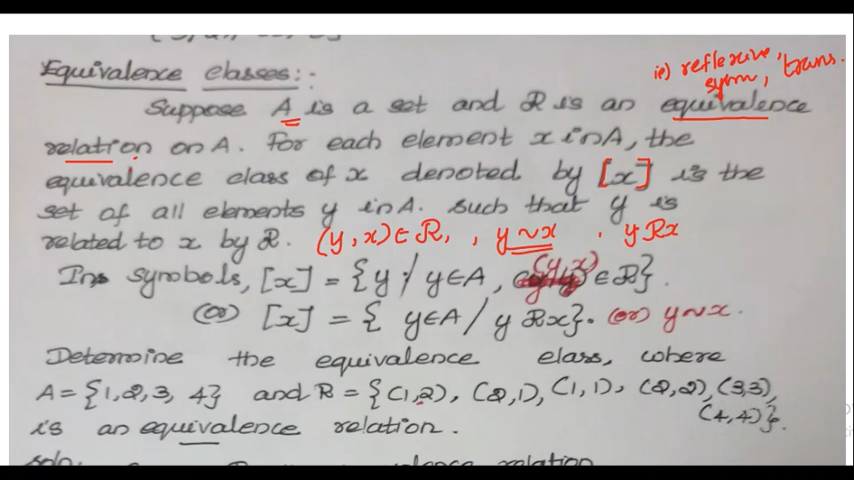 Equivalence classes:-
ie) reflexive,
symm, trans.
Suppose A is a set and R is an equivalence
relation on A. For each element x in A, the
equivalence class of x denoted by [x] is the
set of all elements y in A. such that y is
related to x by R. (y, x) ∈ R, , y ~ x , y R x
In symbols, [x] = {y / y ∈ A, (y,x) ∈ R}.
(or) [x] = { y ∈ A / y R x}. (or) y ~ x.
Determine the equivalence class, where
A = {1, 2, 3, 4} and R = {(1,2), (2,1), (1,1), (2,2), (3,3),
(4,4)}.
is an equivalence relation.